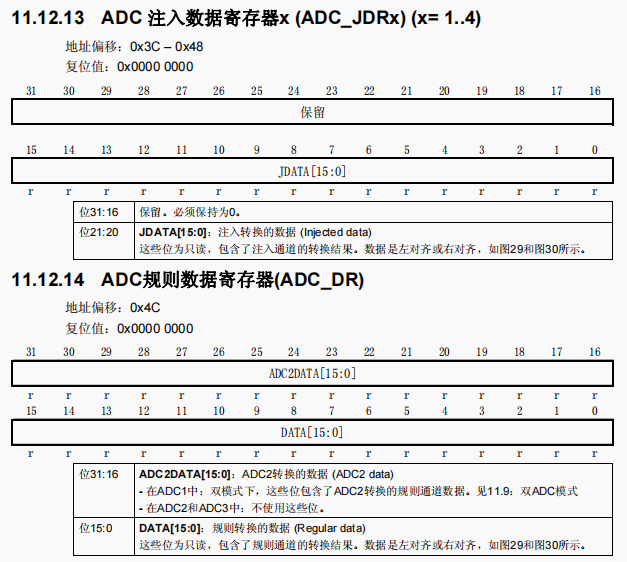 11.12.13 ADC 注入数据寄存器x (ADC_JDRx) (x= 1..4)
地址偏移：0x3C – 0x48
复位值：0x0000 0000
31 30 29 28 27 26 25 24 23 22 21 20 19 18 17 16
保留
15 14 13 12 11 10 9 8 7 6 5 4 3 2 1 0
JDATA[15:0]
r r r r r r r r r r r r r r r r
位31:16 保留。必须保持为0。
位21:20 JDATA[15:0]：注入转换的数据 (Injected data)
这些位为只读，包含了注入通道的转换结果。数据是左对齐或右对齐，如图29和图30所示。
11.12.14 ADC规则数据寄存器(ADC_DR)
地址偏移：0x4C
复位值：0x0000 0000
31 30 29 28 27 26 25 24 23 22 21 20 19 18 17 16
ADC2DATA[15:0]
r r r r r r r r r r r r r r r r
15 14 13 12 11 10 9 8 7 6 5 4 3 2 1 0
DATA[15:0]
r r r r r r r r r r r r r r r r
位31:16 ADC2DATA[15:0]：ADC2转换的数据 (ADC2 data)
- 在ADC1中：双模式下，这些位包含了ADC2转换的规则通道数据。见11.9：双ADC模式
- 在ADC2和ADC3中：不使用这些位。
位15:0 DATA[15:0]：规则转换的数据 (Regular data)
这些位为只读，包含了规则通道的转换结果。数据是左对齐或右对齐，如图29和图30所示。